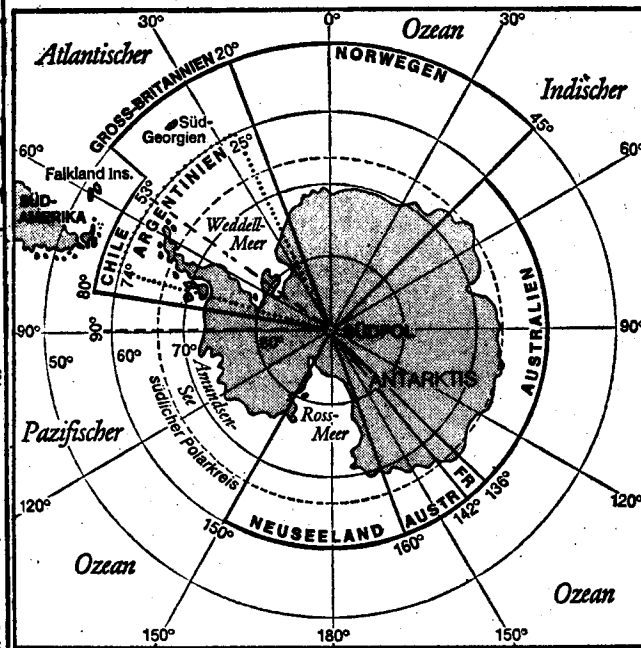 30°
0°
30°
Atlantischer
Ozean
GROSS-BRITANNIEN 20°
NORWEGEN
Indischer
Süd-
Georgien
45°
60°
25°
60°
Falkland Ins.
53°
SÜD-
AMERIKA
CHILE
ARGENTINIEN
Weddell-
Meer
74°
80°
AUSTRALIEN
90°
90°
SÜDPOL
90°
50°
60°
70°
80°
ANTARKTIS
Amundsen-
See
Ross-
Meer
südlicher Polarkreis
Pazifischer
FR
136°
120°
AUSTR
142°
120°
150°
NEUSEELAND
160°
Ozean
Ozean
150°
180°
150°